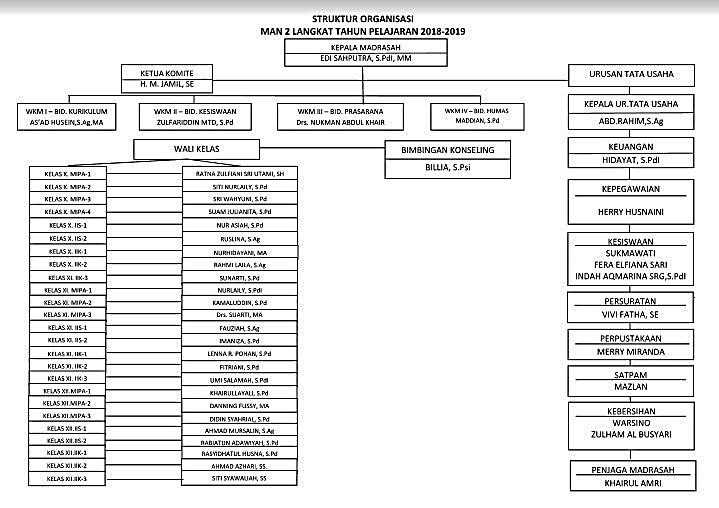 STRUKTUR ORGANISASI
MAN 2 LANGKAT TAHUN PELAJARAN 2018-2019
KEPALA MADRASAH
EDI SAHPUTRA, S.PdI, MM
KETUA KOMITE
H. M. JAMIL, SE
URUSAN TATA USAHA
WKM I – BID. KURIKULUM
AS'AD HUSEIN,S.Ag,MA
WKM II – BID. KESISWAAN
ZULFARIDDIN MTD, S.Pd
WKM III – BID. PRASARANA
Drs. NUKMAN ABDUL KHAIR
WKM IV – BID. HUMAS
MADDIAN, S.Pd
KEPALA UR.TATA USAHA
ABD.RAHIM,S.Ag
WALI KELAS
BIMBINGAN KONSELING
BILLIA, S.Psi
KEUANGAN
HIDAYAT, S.PdI
KEPEGAWAIAN
HERRY HUSNAINI
KESISWAAN
SUKMAWATI
FERA ELFIANA SARI
INDAH AQMARINA SRG,S.PdI
PERSURATAN
VIVI FATHA, SE
PERPUSTAKAAN
MERRY MIRANDA
SATPAM
MAZLAN
KEBERSIHAN
WARSINO
ZULHAM AL BUSYARI
PENJAGA MADRASAH
KHAIRUL AMRI
KELAS X. MIPA-1 RATNA ZULFIANI SRI UTAMI, SH
KELAS X. MIPA-2 SITI NURLAILY, S.Pd
KELAS X. MIPA-3 SRI WAHYUNI, S.Pd
KELAS X. MIPA-4 SUAM JULIANITA, S.Pd
KELAS X. IIS-1 NUR ASIAH, S.Pd
KELAS X. IIS-2 RUSLINA, S.Ag
KELAS X. IIK-1 NURHIDAYANI, MA
KELAS X. IIK-2 RAHMI LAILA, S.Ag
KELAS XI. IIK-3 SUNARTI, S.Pd
KELAS XI. MIPA-1 NURLAILY, S.PdI
KELAS XI. MIPA-2 KAMALUDDIN, S.Pd
KELAS XI. MIPA-3 Drs. SUARTI, MA
KELAS XI. IIS-1 FAUZIAH, S.Ag
KELAS XI. IIS-2 IMANIZA, S.Pd
KELAS XI. IIK-1 LENNA R. POHAN, S.Pd
KELAS XI. IIK-2 FITRIANI, S.Pd
KELAS XI. IIK-3 UMI SALAMAH, S.PdI
KELAS XII.MIPA-1 KHAIRULLAYALI, S.Pd
KELAS XII.MIPA-2 DANNING FUSSY, MA
KELAS XII.MIPA-3 DIDIN SYAHRIAL, S.Pd
KELAS XII.IIS-1 AHMAD MURSALIN, S.Ag
KELAS XII.IIS-2 RABIATUN ADAWIYAH, S.Pd
KELAS XII.IIK-1 RASYIDHATUL HUSNA, S.Pd
KELAS XII.IIK-2 AHMAD AZHARI, SS.
KELAS XII.IIK-3 SITI SYAWALIAH, SS